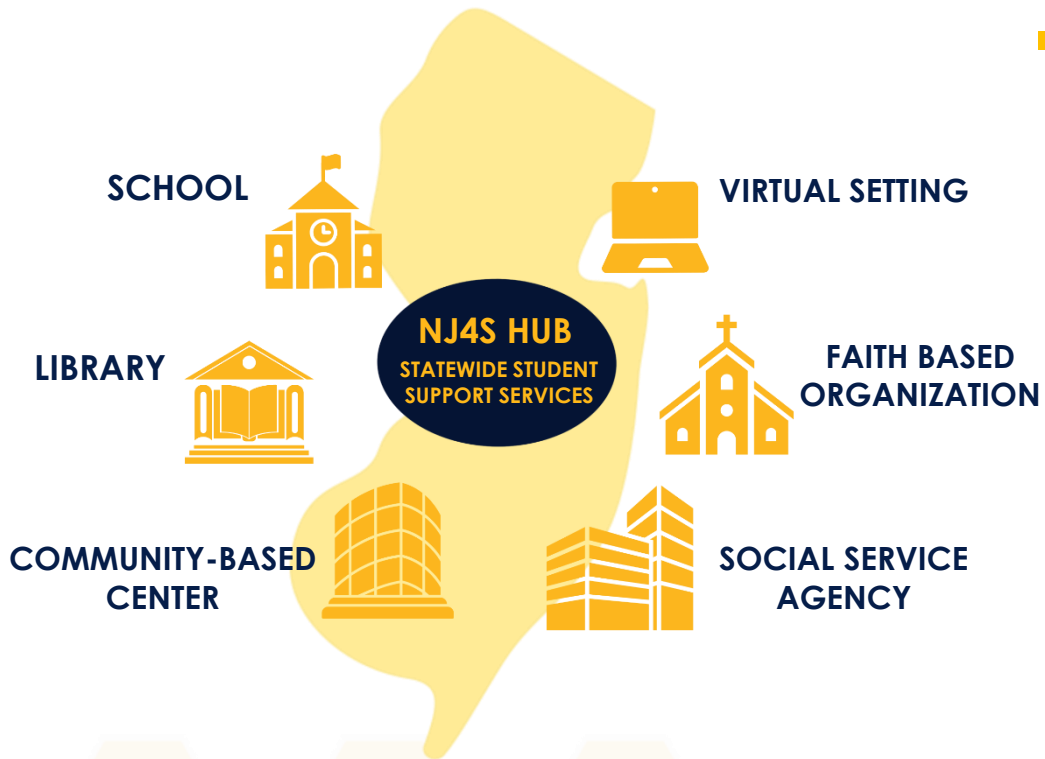 SCHOOL
VIRTUAL SETTING
NJ4S HUB
STATEWIDE STUDENT
SUPPORT SERVICES
LIBRARY
FAITH BASED
ORGANIZATION
COMMUNITY-BASED
CENTER
SOCIAL SERVICE
AGENCY